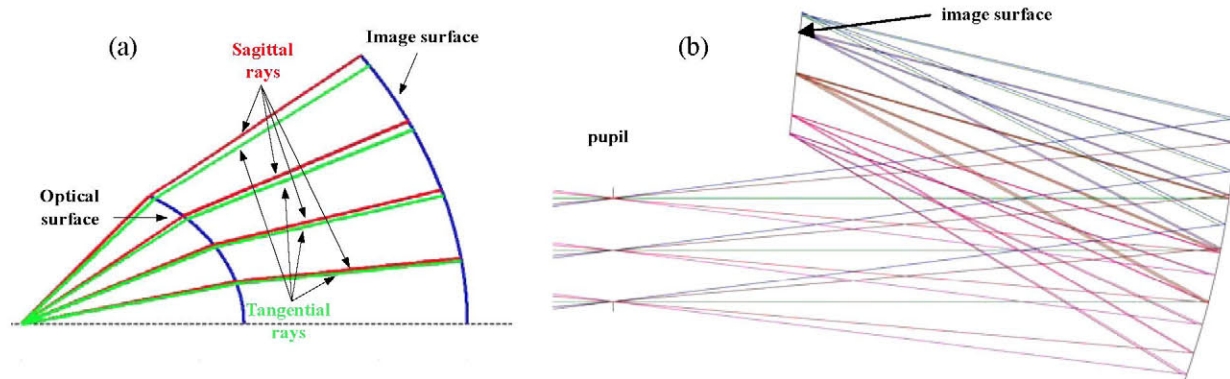 (a)
Sagittal
rays
Image surface
Optical
surface
Tangential
rays
(b)
image surface
pupil